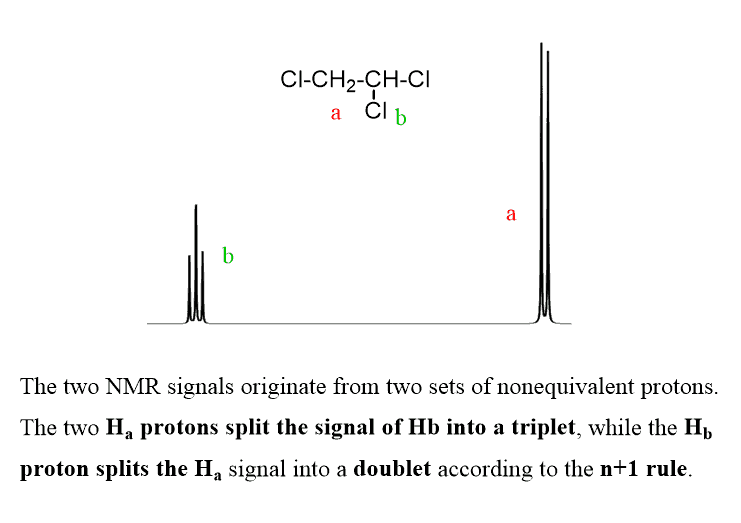 Cl-CH₂-CH-Cl
a Cl b
a
b
The two NMR signals originate from two sets of nonequivalent protons.
The two Hₐ protons split the signal of Hb into a triplet, while the H_b
proton splits the Hₐ signal into a doublet according to the n+1 rule.